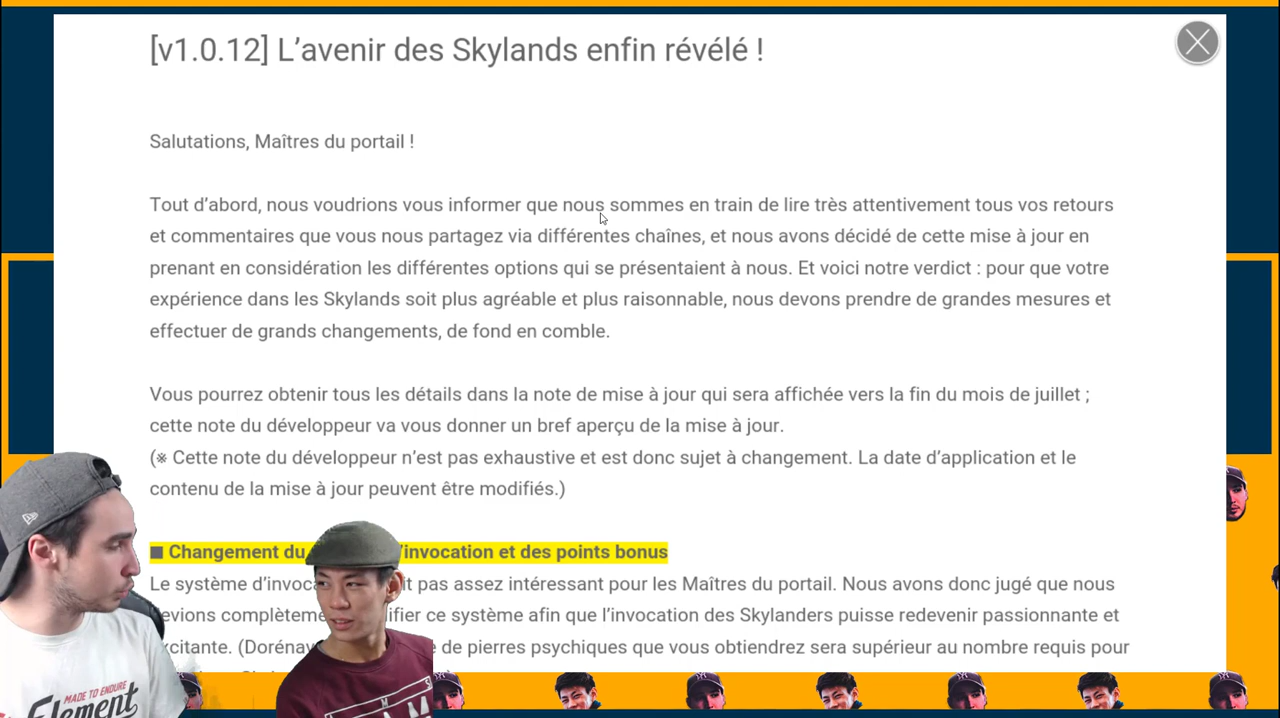 [v1.0.12] L’avenir des Skylands enfin révélé !
Salutations, Maîtres du portail !
Tout d’abord, nous voudrions vous informer que nous sommes en train de lire très attentivement tous vos retours
et commentaires que vous nous partagez via différentes chaînes, et nous avons décidé de cette mise à jour en
prenant en considération les différentes options qui se présentaient à nous. Et voici notre verdict : pour que votre
expérience dans les Skylands soit plus agréable et plus raisonnable, nous devons prendre de grandes mesures et
effectuer de grands changements, de fond en comble.
Vous pourrez obtenir tous les détails dans la note de mise à jour qui sera affichée vers la fin du mois de juillet ;
cette note du développeur va vous donner un bref aperçu de la mise à jour.
(※ Cette note du développeur n’est pas exhaustive et est donc sujet à changement. La date d’application et le
contenu de la mise à jour peuvent être modifiés.)
■ Changement du l’invocation et des points bonus
Le système d’invoc it pas assez intéressant pour les Maîtres du portail. Nous avons donc jugé que nous
devions complèteme ifier ce système afin que l’invocation des Skylanders puisse redevenir passionnante et
excitante. (Dorénav de pierres psychiques que vous obtiendrez sera supérieur au nombre requis pour
MADE TO ENDURE
Element